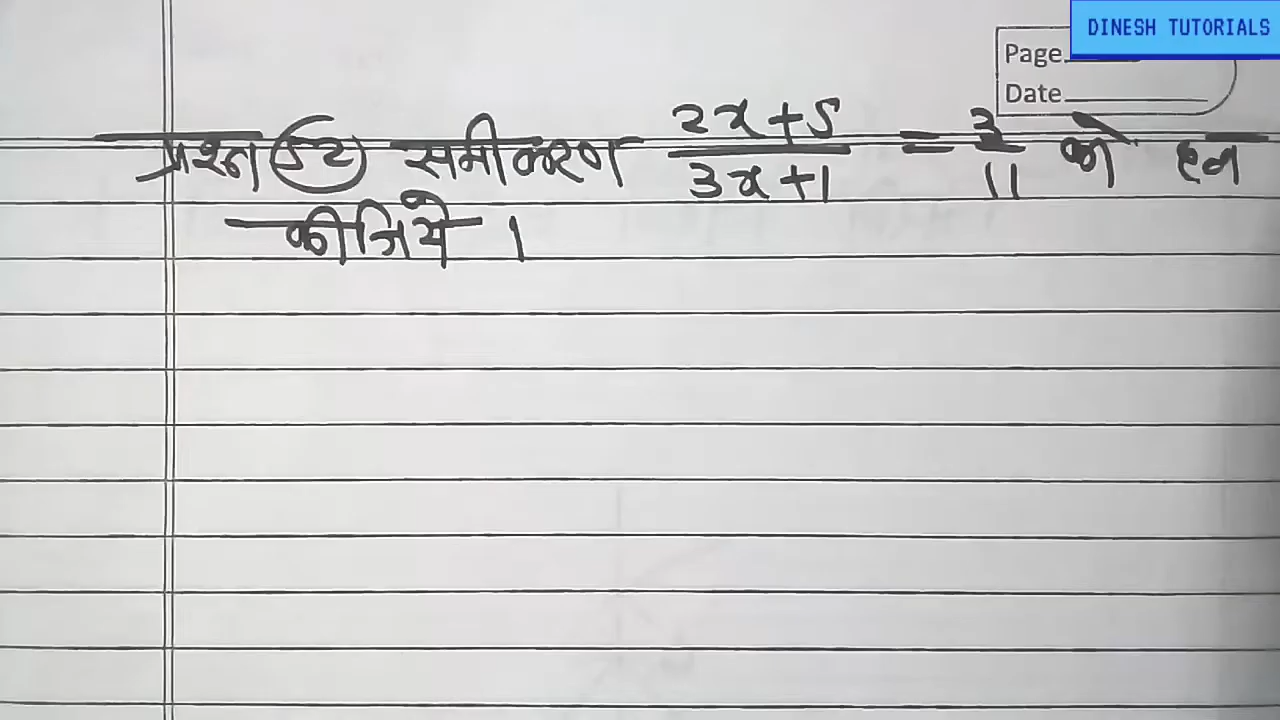 DINESH TUTORIALS
Page.
Date
प्रश्न 52 समीकरण (2x+5)/(3x+1) = 3/11 को हल
कीजिये ।